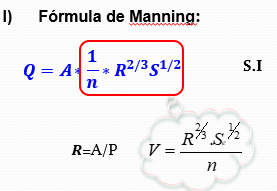 I) Fórmula de Manning:
Q = A * 1/n * R^2/3 S^1/2 S.I
R=A/P V = R^2/3 . S^1/2 / n